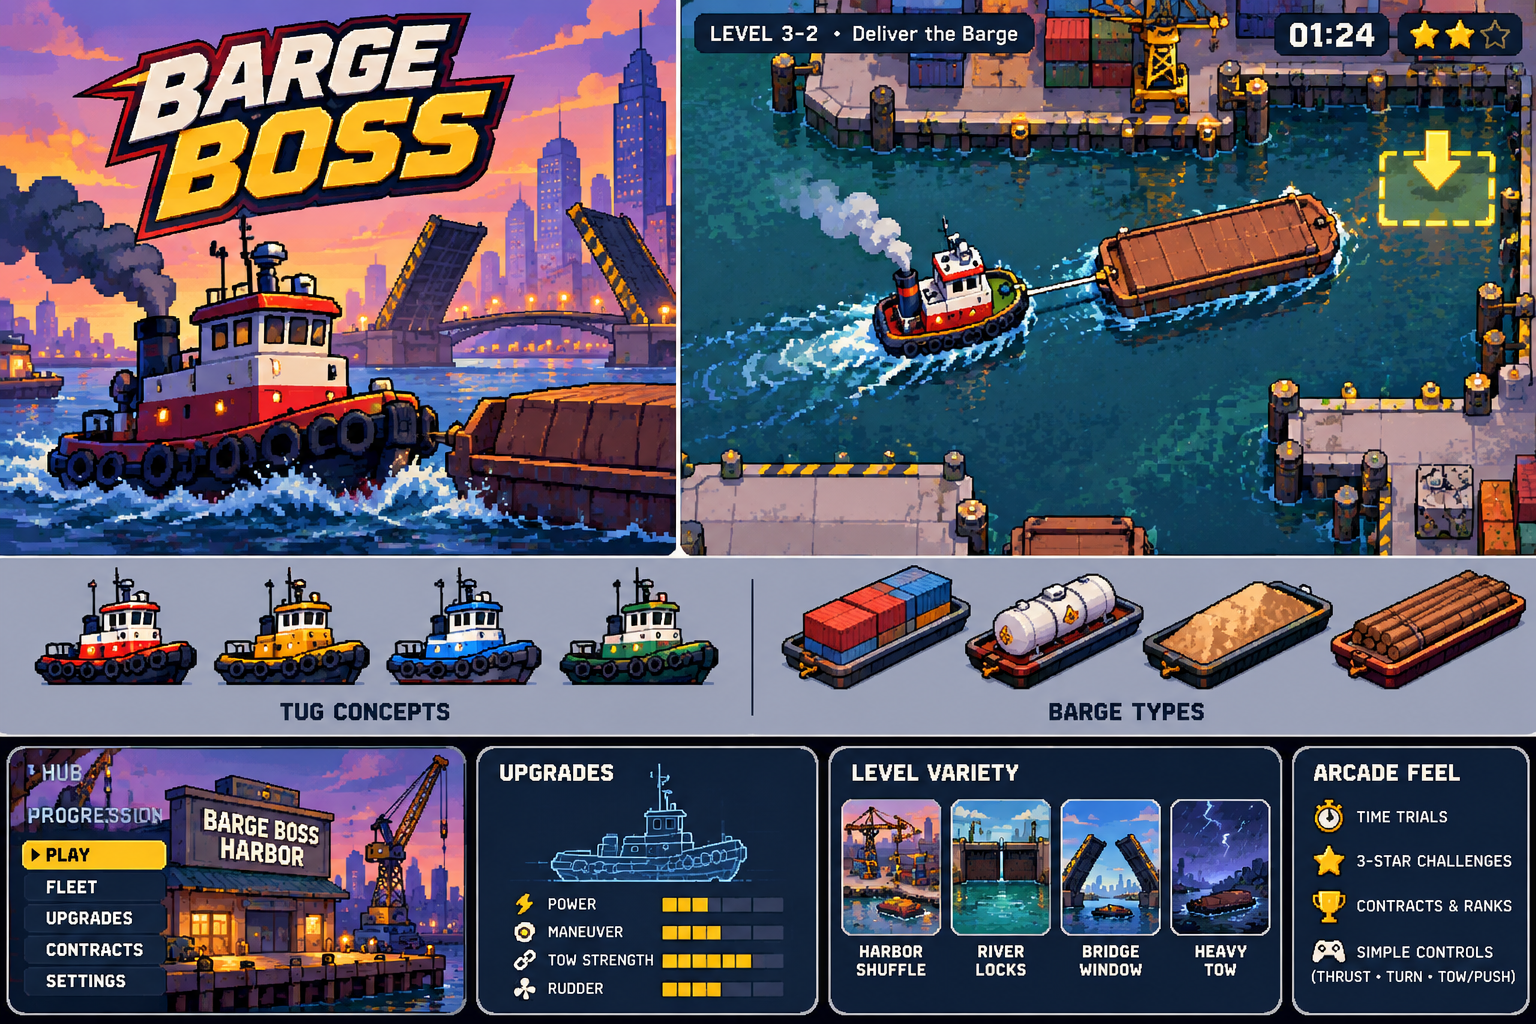 BARGE
BOSS
LEVEL 3-2 • Deliver the Barge
01:24
TUG CONCEPTS
BARGE TYPES
HUB
PROGRESSION
PLAY
FLEET
UPGRADES
CONTRACTS
SETTINGS
BARGE BOSS
HARBOR
UPGRADES
POWER
MANEUVER
TOW STRENGTH
RUDDER
LEVEL VARIETY
HARBOR
SHUFFLE
RIVER
LOCKS
BRIDGE
WINDOW
HEAVY
TOW
ARCADE FEEL
TIME TRIALS
3-STAR CHALLENGES
CONTRACTS & RANKS
SIMPLE CONTROLS
(THRUST • TURN • TOW/PUSH)